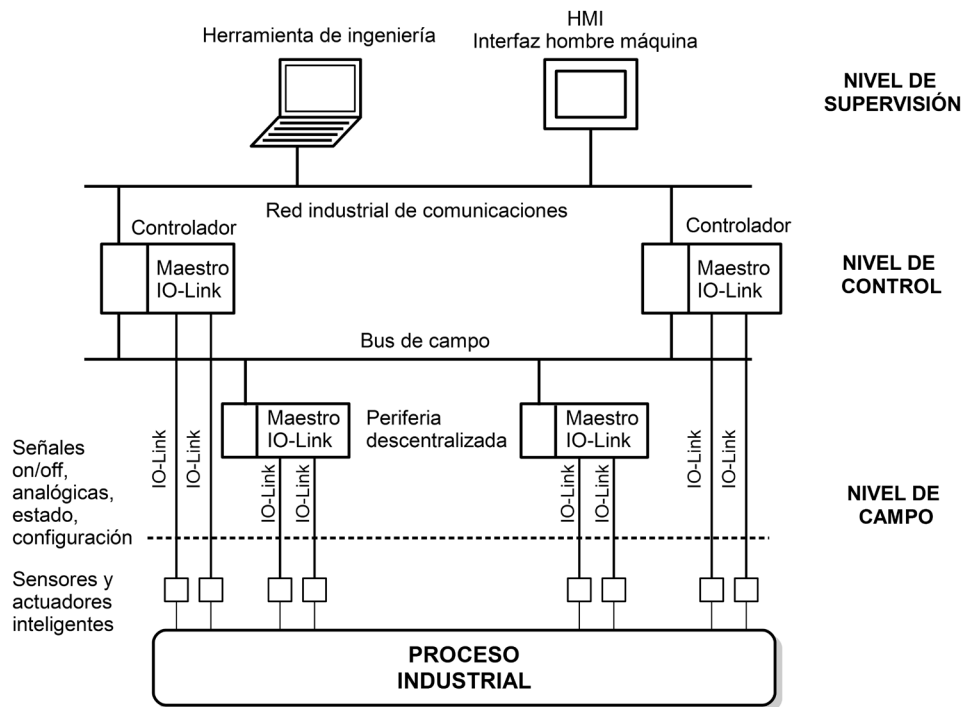 Herramienta de ingeniería
HMI
Interfaz hombre máquina
NIVEL DE
SUPERVISIÓN
Red industrial de comunicaciones
Controlador
Maestro
IO-Link
Controlador
Maestro
IO-Link
NIVEL DE
CONTROL
Bus de campo
Maestro
IO-Link
Periferia
descentralizada
Maestro
IO-Link
Señales
on/off,
analógicas,
estado,
configuración
IO-Link
IO-Link
IO-Link
IO-Link
IO-Link
IO-Link
IO-Link
IO-Link
NIVEL DE
CAMPO
Sensores y
actuadores
inteligentes
PROCESO
INDUSTRIAL